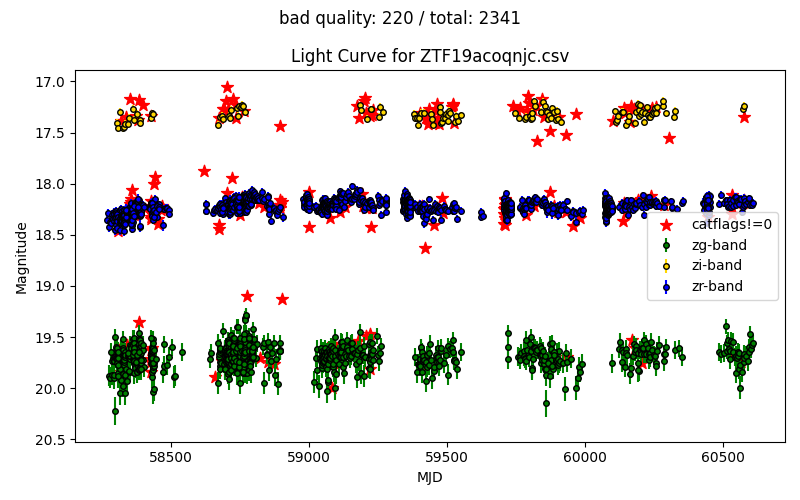 bad quality: 220 / total: 2341
Light Curve for ZTF19acoqnjc.csv
17.0
17.5
18.0
18.5
19.0
19.5
20.0
20.5
Magnitude
catflags!=0
zg-band
zi-band
zr-band
58500 59000 59500 60000 60500
MJD